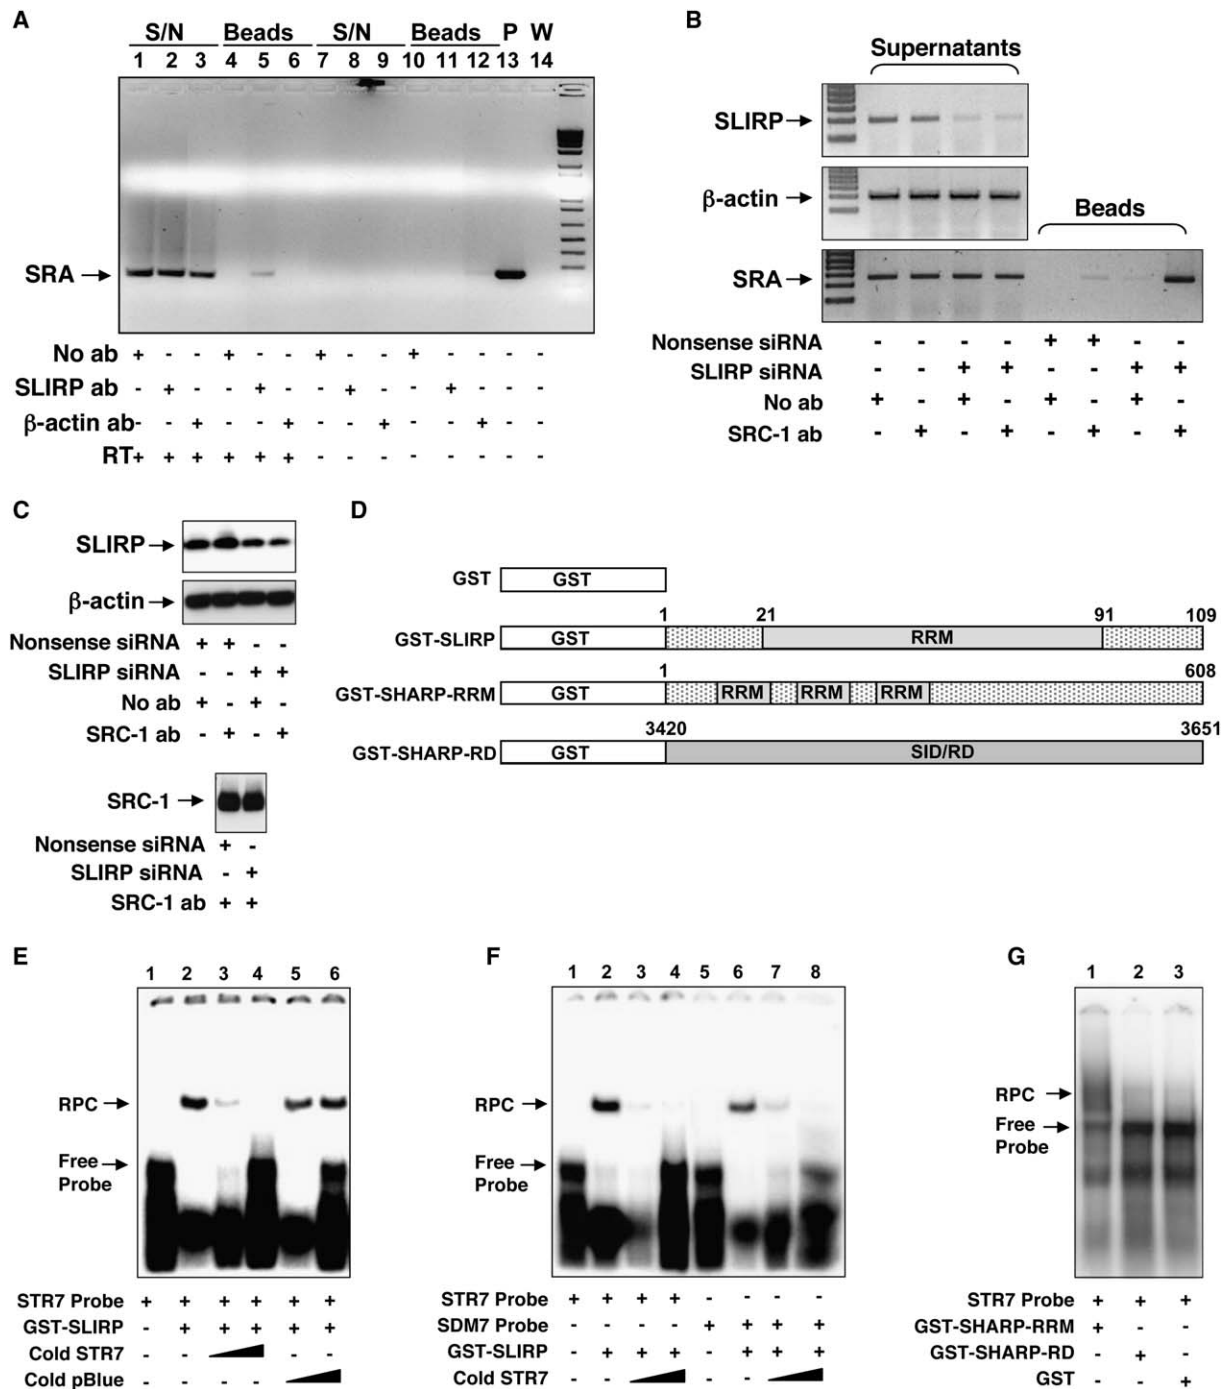 A
S/N Beads S/N Beads P W
1 2 3 4 5 6 7 8 9 10 11 12 13 14
SRA
No ab + - - + - - + - - + - - - -
SLIRP ab - + - - + - - + - - + - - -
β-actin ab - - + - - + - - + - - + - -
RT + + + + + + - - - - - - - -
B
Supernatants
SLIRP
β-actin
Beads
SRA
Nonsense siRNA - - - - + + - -
SLIRP siRNA - - + + - - + +
No ab + - + - + - + -
SRC-1 ab - + - + - + - +
C
SLIRP
β-actin
Nonsense siRNA + + - -
SLIRP siRNA - - + +
No ab + - + -
SRC-1 ab - + - +
SRC-1
Nonsense siRNA + -
SLIRP siRNA - +
SRC-1 ab + +
D
GST GST
1 21 91 109
GST-SLIRP GST RRM
1 608
GST-SHARP-RRM GST RRM RRM RRM
3420 3651
GST-SHARP-RD GST SID/RD
E
1 2 3 4 5 6
RPC
Free
Probe
STR7 Probe + + + + + +
GST-SLIRP - + + + + +
Cold STR7 - - - -
Cold pBlue - - - -
F
1 2 3 4 5 6 7 8
RPC
Free
Probe
STR7 Probe + + + + - - - -
SDM7 Probe - - - - + + + +
GST-SLIRP - + + + - + + +
Cold STR7 - - - -
G
1 2 3
RPC
Free
Probe
STR7 Probe + + +
GST-SHARP-RRM + - -
GST-SHARP-RD - + -
GST - - +